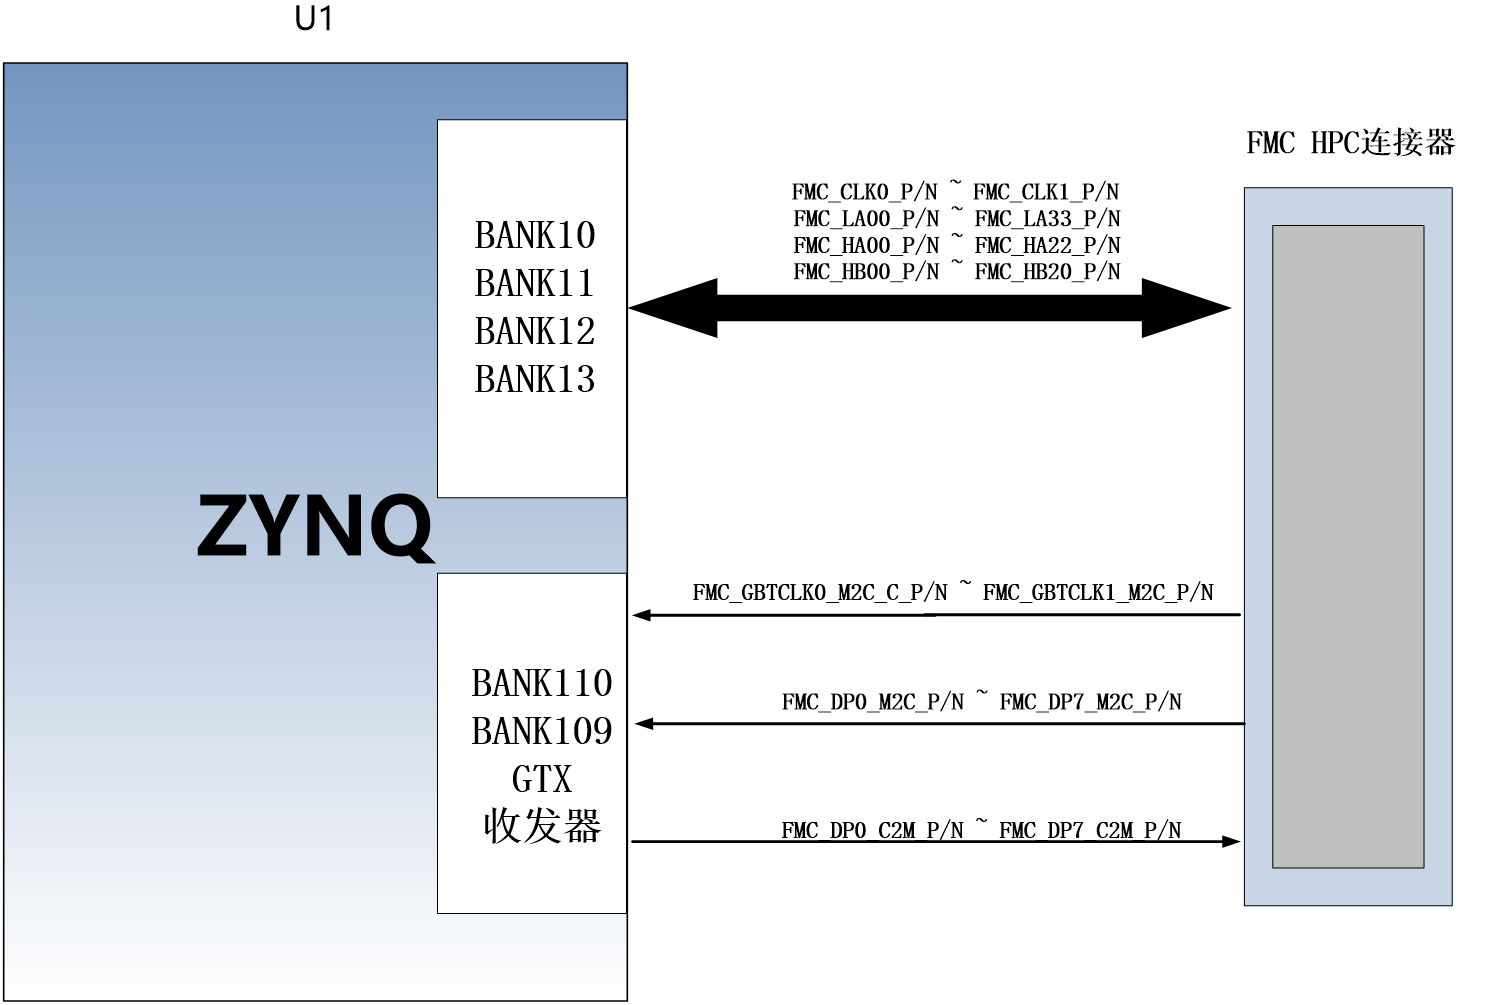 U1
FMC HPC连接器
FMC_CLK0_P/N ~ FMC_CLK1_P/N
FMC_LA00_P/N ~ FMC_LA33_P/N
FMC_HA00_P/N ~ FMC_HA22_P/N
FMC_HB00_P/N ~ FMC_HB20_P/N
BANK10
BANK11
BANK12
BANK13
ZYNQ
FMC_GBTCLK0_M2C_C_P/N ~ FMC_GBTCLK1_M2C_P/N
FMC_DP0_M2C_P/N ~ FMC_DP7_M2C_P/N
FMC_DP0_C2M_P/N ~ FMC_DP7_C2M_P/N
BANK110
BANK109
GTX
收发器